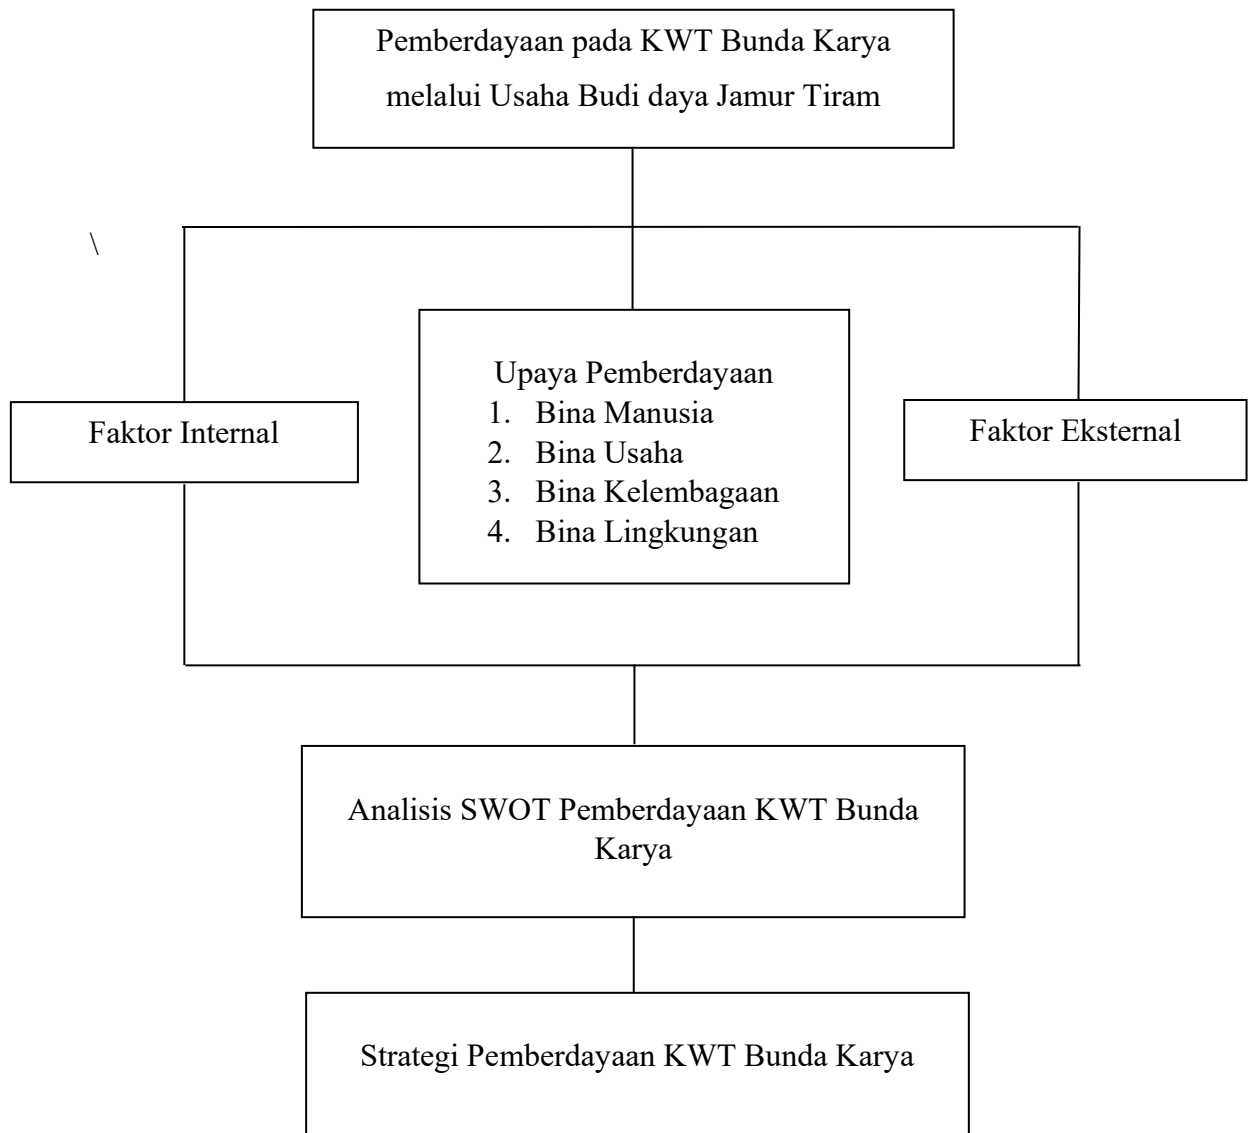 Pemberdayaan pada KWT Bunda Karya
melalui Usaha Budi daya Jamur Tiram
\
Faktor Internal
Upaya Pemberdayaan
1. Bina Manusia
2. Bina Usaha
3. Bina Kelembagaan
4. Bina Lingkungan
Faktor Eksternal
Analisis SWOT Pemberdayaan KWT Bunda
Karya
Strategi Pemberdayaan KWT Bunda Karya